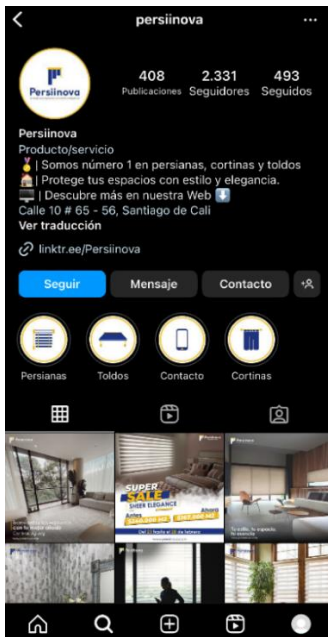 persiinova
Persiinova
408
2.331
493
Publicaciones
Seguidores
Seguidos
Persiinova
Producto/servicio
| Somos número 1 en persianas, cortinas y toldos
| Protege tus espacios con estilo y elegancia.
| Descubre más en nuestra Web
Calle 10 # 65 - 56, Santiago de Cali
Ver traducción
linktr.ee/Persiinova
Seguir
Mensaje
Contacto
Persianas
Toldos
Contacto
Cortinas
SUPER
SALE
SHEER ELEGANCE
Antes
Ahora